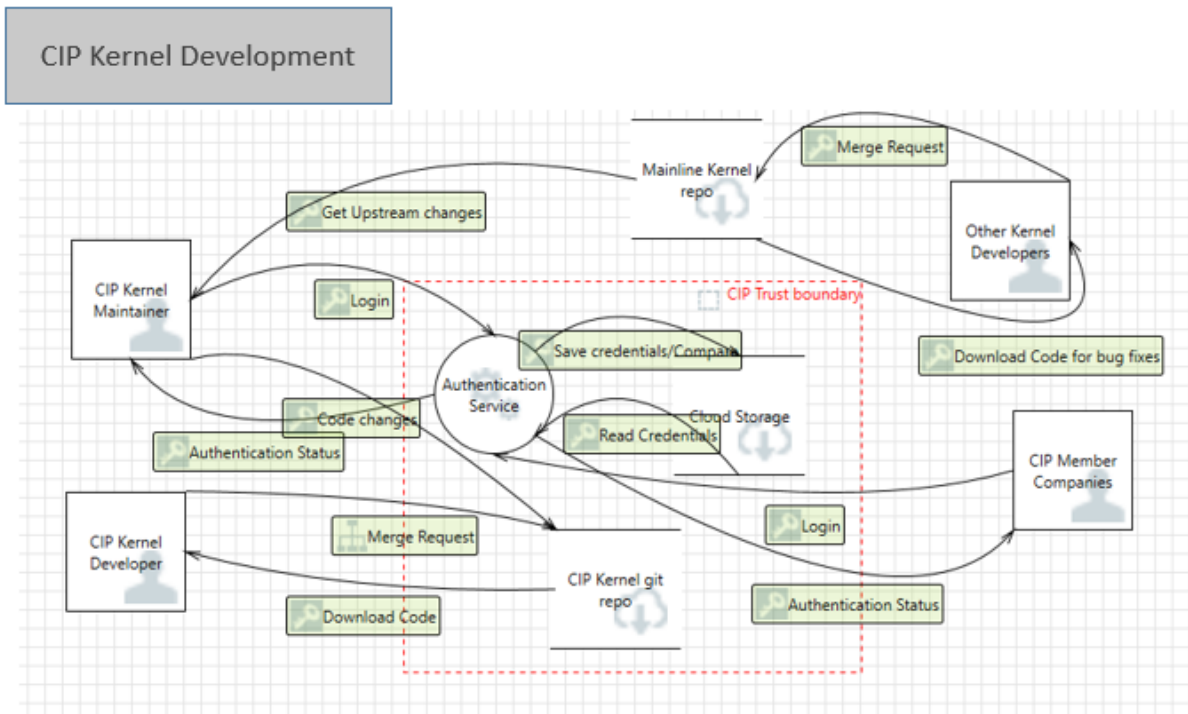 CIP Kernel Development
Mainline Kernel
repo
Merge Request
Get Upstream changes
Other Kernel
Developers
CIP Kernel
Maintainer
Login
CIP Trust boundary
Save credentials/Compare
Download Code for bug fixes
Authentication
Service
Code changes
Cloud Storage
Read Credentials
Authentication Status
CIP Member
Companies
Login
Merge Request
CIP Kernel
Developer
CIP Kernel git
repo
Download Code
Authentication Status